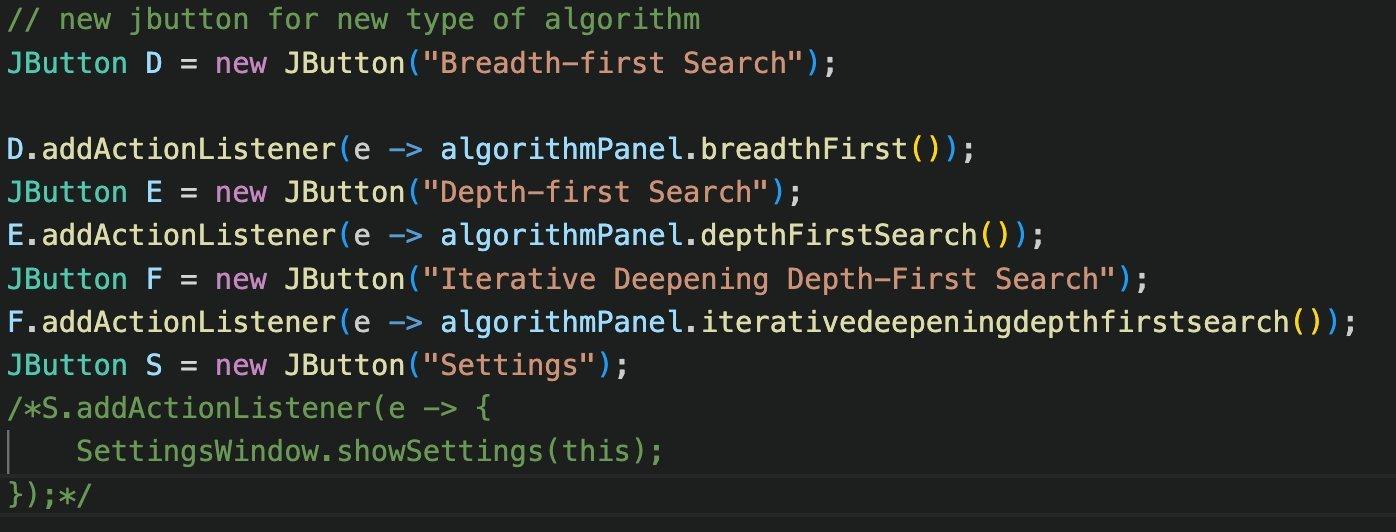 // new jbutton for new type of algorithm
JButton D = new JButton("Breadth-first Search");
D.addActionListener(e -> algorithmPanel.breadthFirst());
JButton E = new JButton("Depth-first Search");
E.addActionListener(e -> algorithmPanel.depthFirstSearch());
JButton F = new JButton("Iterative Deepening Depth-First Search");
F.addActionListener(e -> algorithmPanel.iterativedeepeningdepthfirstsearch());
JButton S = new JButton("Settings");
/*S.addActionListener(e -> {
    SettingsWindow.showSettings(this);
});*/